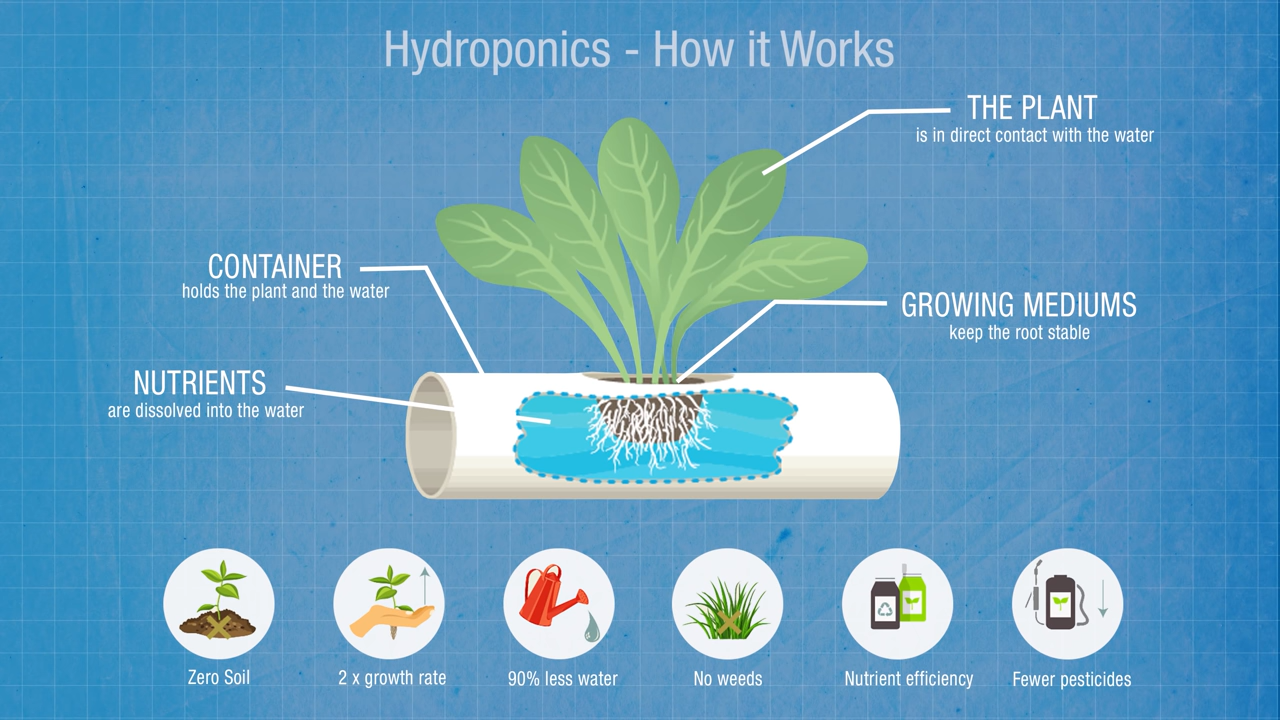 Hydroponics - How it Works
THE PLANT
is in direct contact with the water
CONTAINER
holds the plant and the water
GROWING MEDIUMS
keep the root stable
NUTRIENTS
are dissolved into the water
Zero Soil
2 x growth rate
90% less water
No weeds
Nutrient efficiency
Fewer pesticides